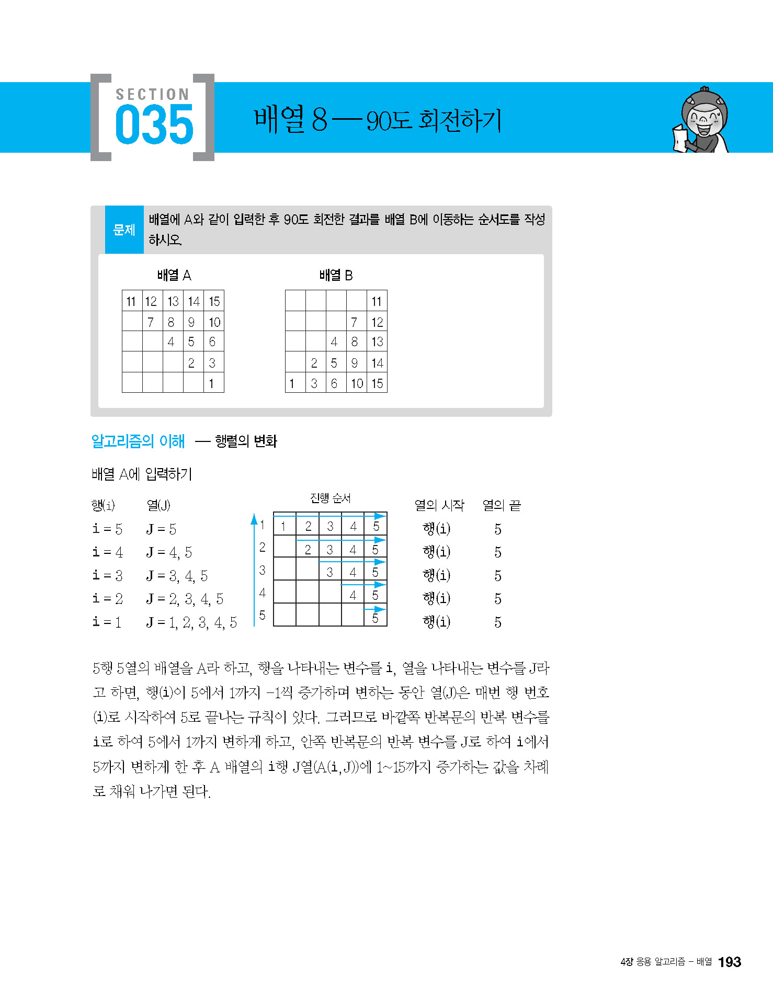 SECTION
035
배열 8 — 90도 회전하기
문제
배열에 A와 같이 입력한 후 90도 회전한 결과를 배열 B에 이동하는 순서도를 작성
하시오.
배열 A 배열 B
11 12 13 14 15 11
7 8 9 10 7 12
4 5 6 4 8 13
2 3 2 5 9 14
1 1 3 6 10 15
알고리즘의 이해 — 행렬의 변화
배열 A에 입력하기
행(i) 열(J) 진행 순서 열의 시작 열의 끝
i = 5 J = 5 1 1 2 3 4 5 행(i) 5
i = 4 J = 4, 5 2 2 3 4 5 행(i) 5
i = 3 J = 3, 4, 5 3 3 4 5 행(i) 5
i = 2 J = 2, 3, 4, 5 4 4 5 행(i) 5
i = 1 J = 1, 2, 3, 4, 5 5 5 행(i) 5
5행 5열의 배열을 A라 하고, 행을 나타내는 변수를 i, 열을 나타내는 변수를 J라
고 하면, 행(i)이 5에서 1까지 -1씩 증가하며 변하는 동안 열(J)은 매번 행 번호
(i)로 시작하여 5로 끝나는 규칙이 있다. 그러므로 바깥쪽 반복문의 반복 변수를
i로 하여 5에서 1까지 변하게 하고, 안쪽 반복문의 반복 변수를 J로 하여 i에서
5까지 변하게 한 후 A 배열의 i행 J열(A(i,J))에 1~15까지 증가하는 값을 차례
로 채워 나가면 된다.
4장 응용 알고리즘 - 배열 193